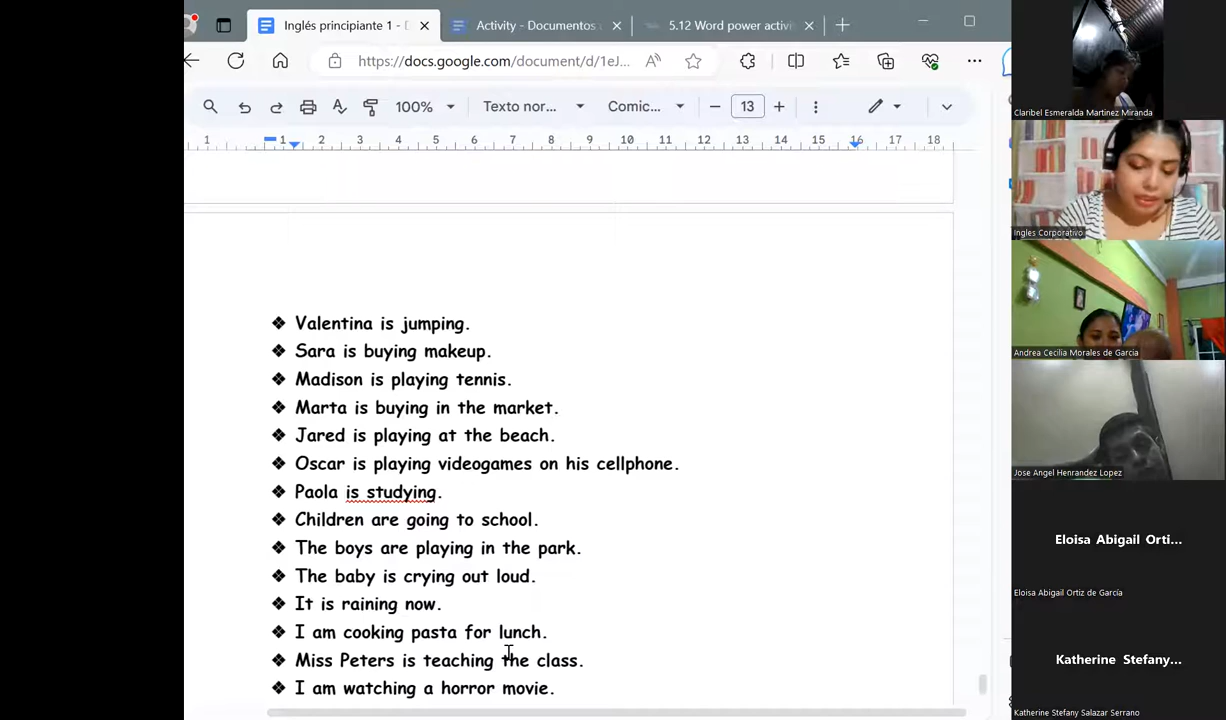 Inglés principiante 1 - D
Activity - Documentos
5.12 Word power activi
https://docs.google.com/document/d/1eJ...
100%
Texto nor...
Comic...
13
1 1 2 3 4 5 6 7 8 9 10 11 12 13 14 15 16 17 18
❖ Valentina is jumping.
❖ Sara is buying makeup.
❖ Madison is playing tennis.
❖ Marta is buying in the market.
❖ Jared is playing at the beach.
❖ Oscar is playing videogames on his cellphone.
❖ Paola is studying.
❖ Children are going to school.
❖ The boys are playing in the park.
❖ The baby is crying out loud.
❖ It is raining now.
❖ I am cooking pasta for lunch.
❖ Miss Peters is teaching the class.
❖ I am watching a horror movie.
Claribel Esmeralda Martinez Miranda
Ingles Corporativo
Andrea Cecilia Morales de Garcia
Jose Angel Henrandez Lopez
Eloisa Abigail Orti...
Eloisa Abigail Ortiz de García
Katherine Stefany...
Katherine Stefany Salazar Serrano